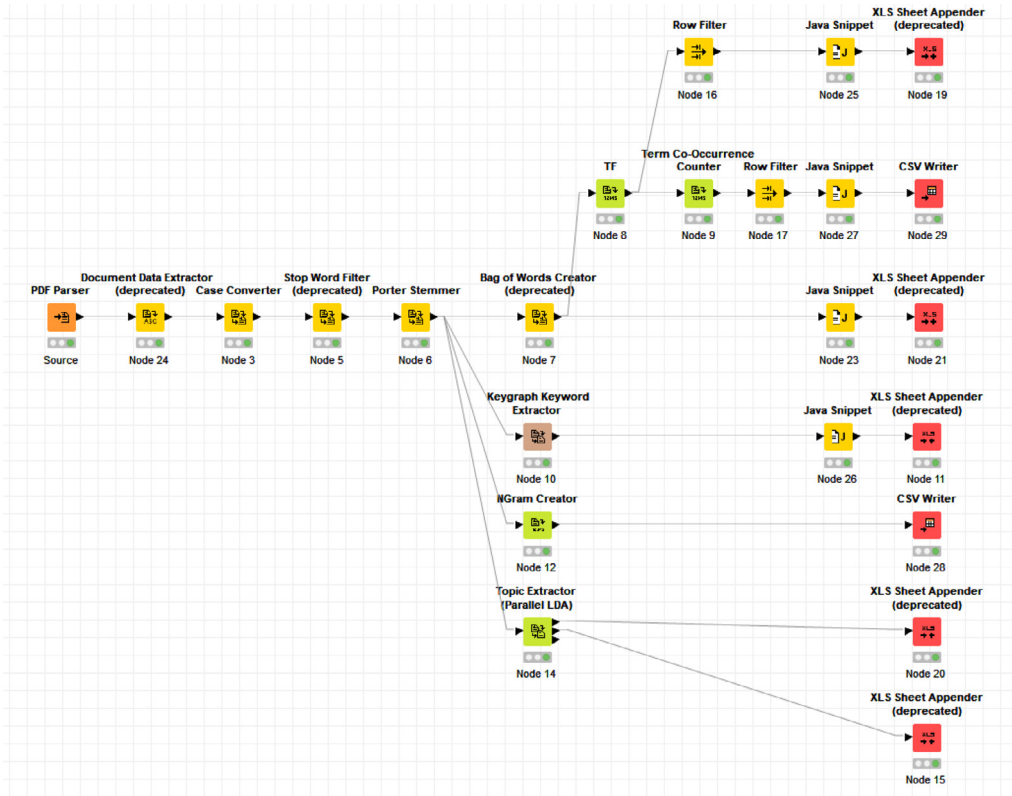 XLS Sheet Appender
Row Filter
Java Snippet
(deprecated)
Node 16
Node 25
Node 19
Term Co-Occurrence
TF
Counter
Row Filter
Java Snippet
CSV Writer
Node 8
Node 9
Node 17
Node 27
Node 29
Document Data Extractor
Stop Word Filter
Bag of Words Creator
XLS Sheet Appender
PDF Parser
(deprecated)
Case Converter
(deprecated)
Porter Stemmer
(deprecated)
Java Snippet
(deprecated)
Source
Node 24
Node 3
Node 5
Node 6
Node 7
Node 23
Node 21
Keygraph Keyword
Extractor
XLS Sheet Appender
Java Snippet
(deprecated)
Node 10
Node 26
Node 11
NGram Creator
CSV Writer
Node 12
Node 28
Topic Extractor
(Parallel LDA)
XLS Sheet Appender
(deprecated)
Node 14
Node 20
XLS Sheet Appender
(deprecated)
Node 15